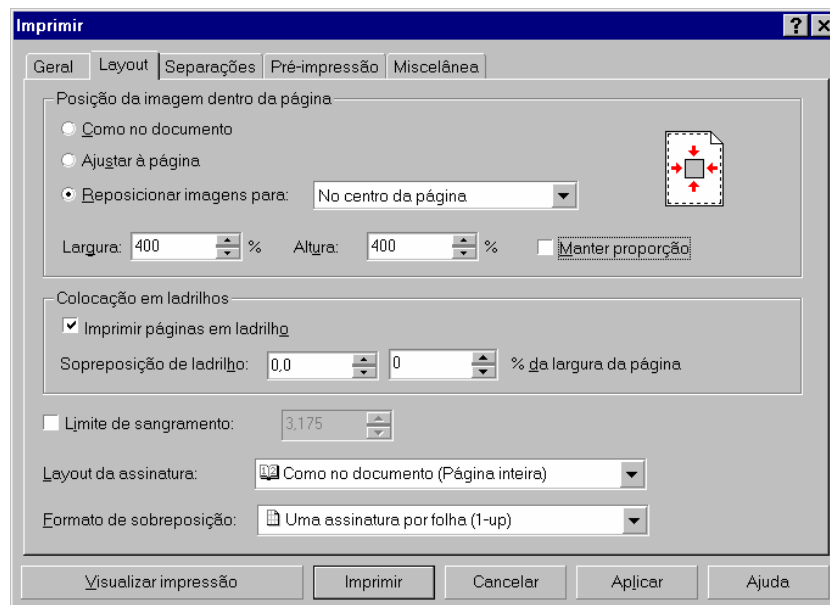 Imprimir
Geral Layout Separações Pré-impressão Miscelânea
Posição da imagem dentro da página
Como no documento
Ajustar à página
Reposicionar imagens para: No centro da página
Largura: 400 % Altura: 400 % Manter proporção
Colocação em ladrilhos
Imprimir páginas em ladrilho
Sopreposição de ladrilho: 0,0 0 % da largura da página
Limite de sangramento: 3,175
Layout da assinatura: Como no documento (Página inteira)
Formato de sobreposição: Uma assinatura por folha (1-up)
Visualizar impressão Imprimir Cancelar Aplicar Ajuda